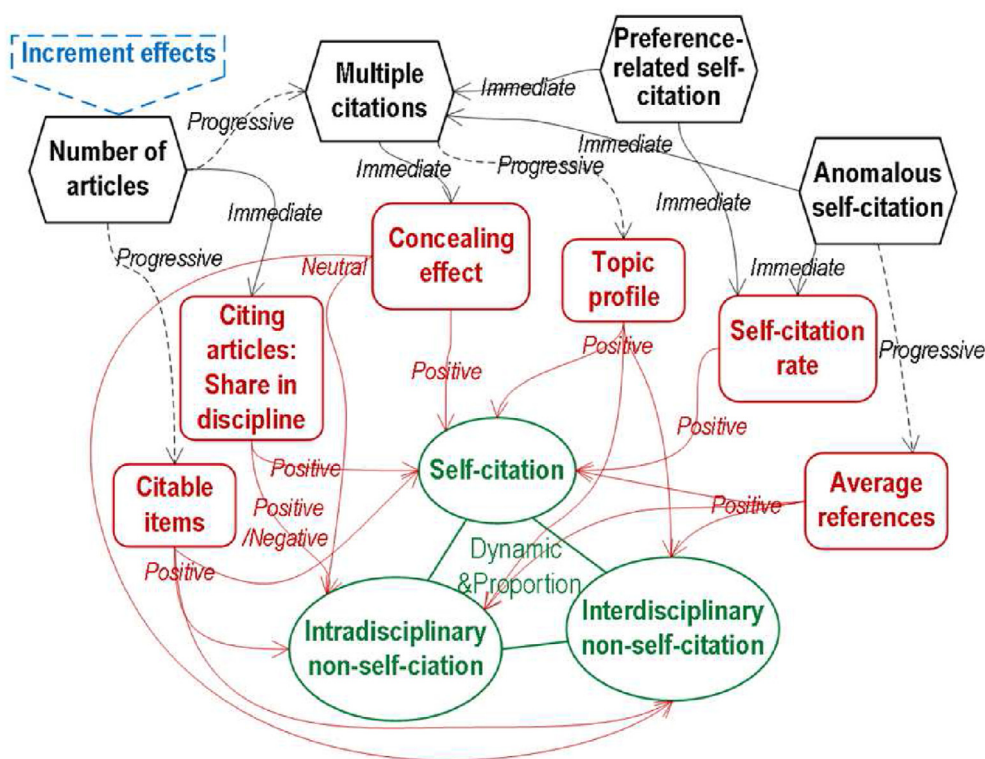 Increment effects
Multiple
citations
Preference-
related self-
citation
Immediate
Progressive
Number of
articles
Immediate
Immediate
Progressive
Anomalous
self-citation
Immediate
Immediate
Progressive
Concealing
effect
Neutral
Topic
profile
Immediate
Citing
articles:
Share in
discipline
Self-citation
rate
Progressive
Positive
Positive
Positive
Self-citation
Positive
Citable
items
Average
references
Positive
Positive
/Negative
Dynamic
&Proportion
Positive
Intradisciplinary
non-self-ciation
Interdisciplinary
non-self-citation